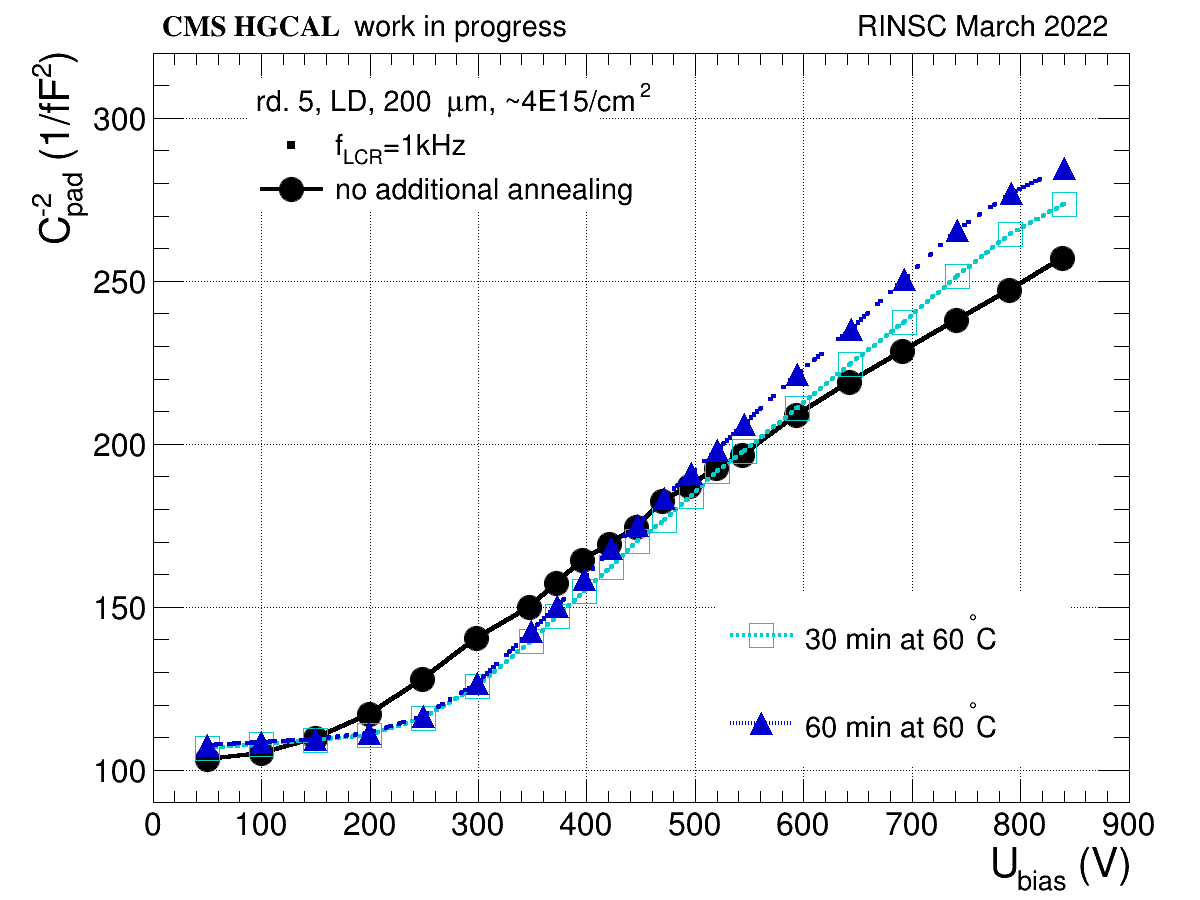 CMS HGCAL work in progress RINSC March 2022
C⁻²pad (1/fF²)
rd. 5, LD, 200 μm, ~4E15/cm²
f_LCR=1kHz
no additional annealing
300
250
200
150
100
30 min at 60°C
60 min at 60°C
0 100 200 300 400 500 600 700 800 900
U_bias (V)